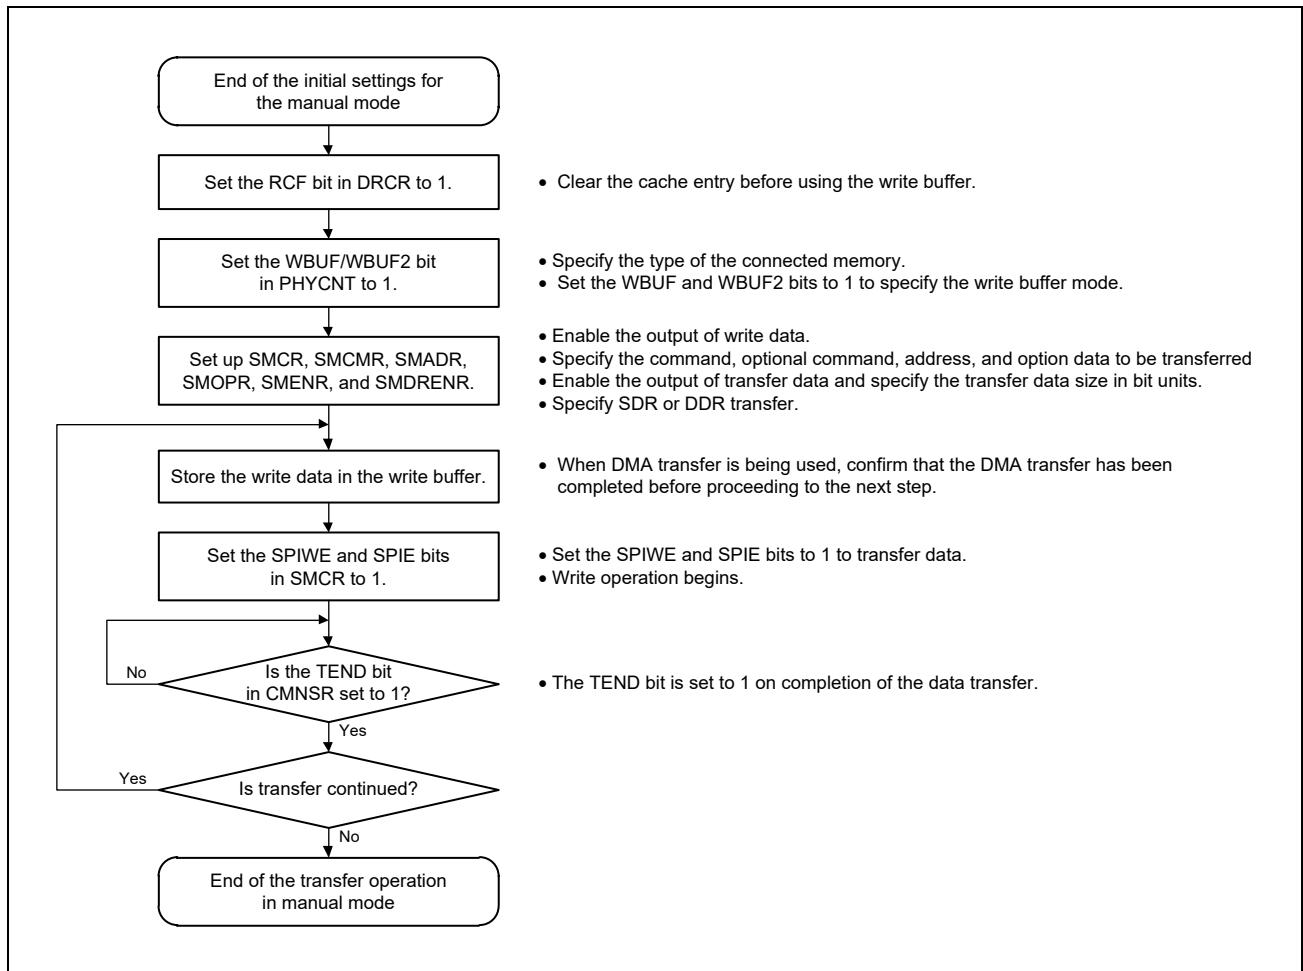 End of the initial settings for
the manual mode
Set the RCF bit in DRCR to 1.
• Clear the cache entry before using the write buffer.
Set the WBUF/WBUF2 bit
in PHYCNT to 1.
• Specify the type of the connected memory.
• Set the WBUF and WBUF2 bits to 1 to specify the write buffer mode.
Set up SMCR, SMCMR, SMADR,
SMOPR, SMENR, and SMDRENR.
• Enable the output of write data.
• Specify the command, optional command, address, and option data to be transferred
• Enable the output of transfer data and specify the transfer data size in bit units.
• Specify SDR or DDR transfer.
Store the write data in the write buffer.
• When DMA transfer is being used, confirm that the DMA transfer has been
completed before proceeding to the next step.
Set the SPIWE and SPIE bits
in SMCR to 1.
• Set the SPIWE and SPIE bits to 1 to transfer data.
• Write operation begins.
No
Is the TEND bit
in CMNSR set to 1?
• The TEND bit is set to 1 on completion of the data transfer.
Yes
Yes
Is transfer continued?
No
End of the transfer operation
in manual mode